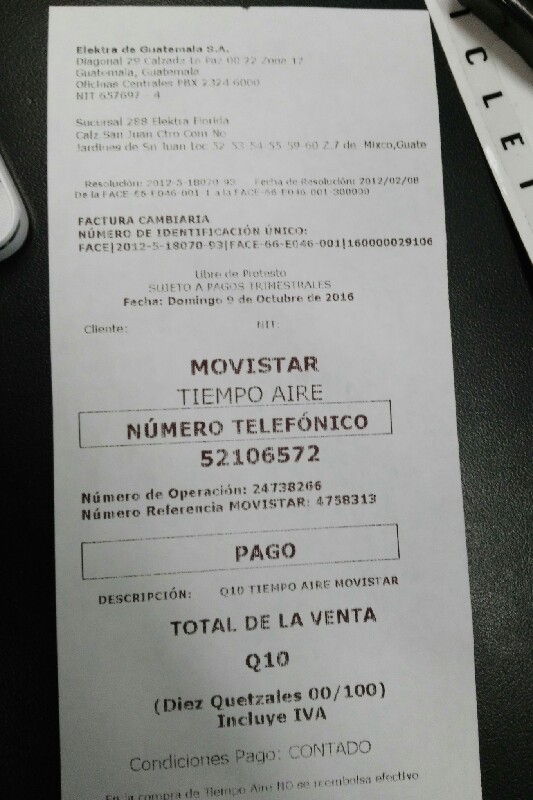 Elektra de Guatemala S.A.
Diagonal 29 Calzada La Paz 00 22 Zona 17
Guatemala, Guatemala
Oficinas Centrales PBX 2324 6000
NIT 657697 - 4
Sucursal 288 Elektra Florida
Calz San Juan Ctro Com No
Jardines de Sn Juan Loc 52 53 54 55 59 60 Z.7 de Mixco,Guate
Resolución: 2012-5-18070-93 Fecha de Resolución: 2012/02/08
De la FACE-66-E046-001-1 a la FACE-66-E046-001-300000
FACTURA CAMBIARIA
NÚMERO DE IDENTIFICACIÓN ÚNICO:
FACE|2012-5-18070-93|FACE-66-E046-001|160000029106
Libre de Protesto
SUJETO A PAGOS TRIMESTRALES
Fecha: Domingo 9 de Octubre de 2016
Cliente: NIT:
MOVISTAR
TIEMPO AIRE
NÚMERO TELEFÓNICO
52106572
Número de Operación: 24738266
Número Referencia MOVISTAR: 4758313
PAGO
DESCRIPCIÓN: Q10 TIEMPO AIRE MOVISTAR
TOTAL DE LA VENTA
Q10
(Diez Quetzales 00/100)
Incluye IVA
Condiciones Pago: CONTADO
En la compra de Tiempo Aire NO se reembolsa efectivo
ICLE